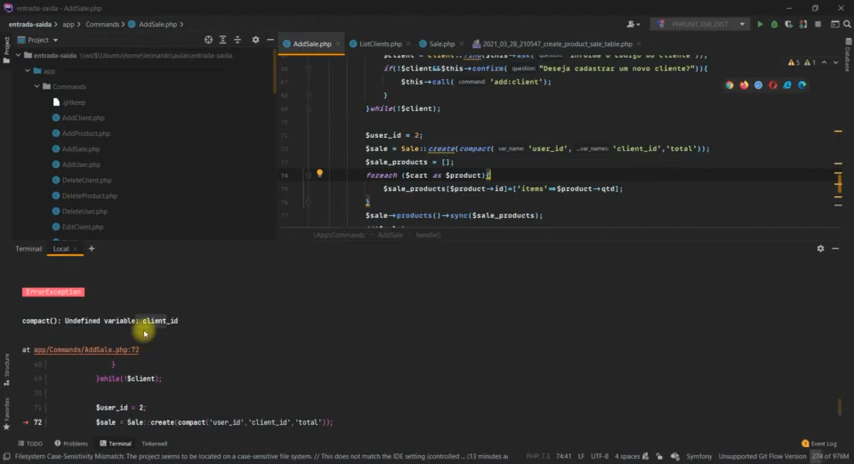 entrada-saida - AddSale.php
entrada-saida
app
Commands
AddSale.php
PHPUNIT.XML.DIST
Project
Project
AddSale.php
ListClients.php
Sale.php
2021_03_28_210547_create_product_sale_table.php
Database
entrada-saida
app
Commands
.gitkeep
AddClient.php
AddProduct.php
AddSale.php
AddUser.php
DeleteClient.php
DeleteProduct.php
DeleteUser.php
EditClient.php
5 1
if(!$client&&$this→confirm( question: "Deseja cadastrar um novo cliente?")){
$this→call( command: 'add:client');
}
}while(!$client);
$user_id = 2;
$sale = Sale::create(compact( var_name: 'user_id', …var_names: 'client_id','total'));
$sale_products = [];
74 foreach ($cart as $product){
$sale_products[$product→id]=['items'⇒$product→qtd];
}
77 $sale→products()→sync($sale_products);
\App\Commands AddSale handle()
Terminal: Local
ErrorException
compact(): Undefined variable: client_id
at app/Commands/AddSale.php:72
68 }
69 }while(!$client);
70
71 $user_id = 2;
→ 72 $sale = Sale::create(compact('user_id','client_id','total'));
Structure
Favorites
TODO
Problems
Terminal
Tinkerwell
Event Log
Filesystem Case-Sensitivity Mismatch: The project seems to be located on a case-sensitive file system. // This does not match the IDE setting (controlled ... (13 minutes a
PHP: 7.3 74:41 LF UTF-8 4 spaces Symfony Unsupported Git Flow Version 274 of 976M